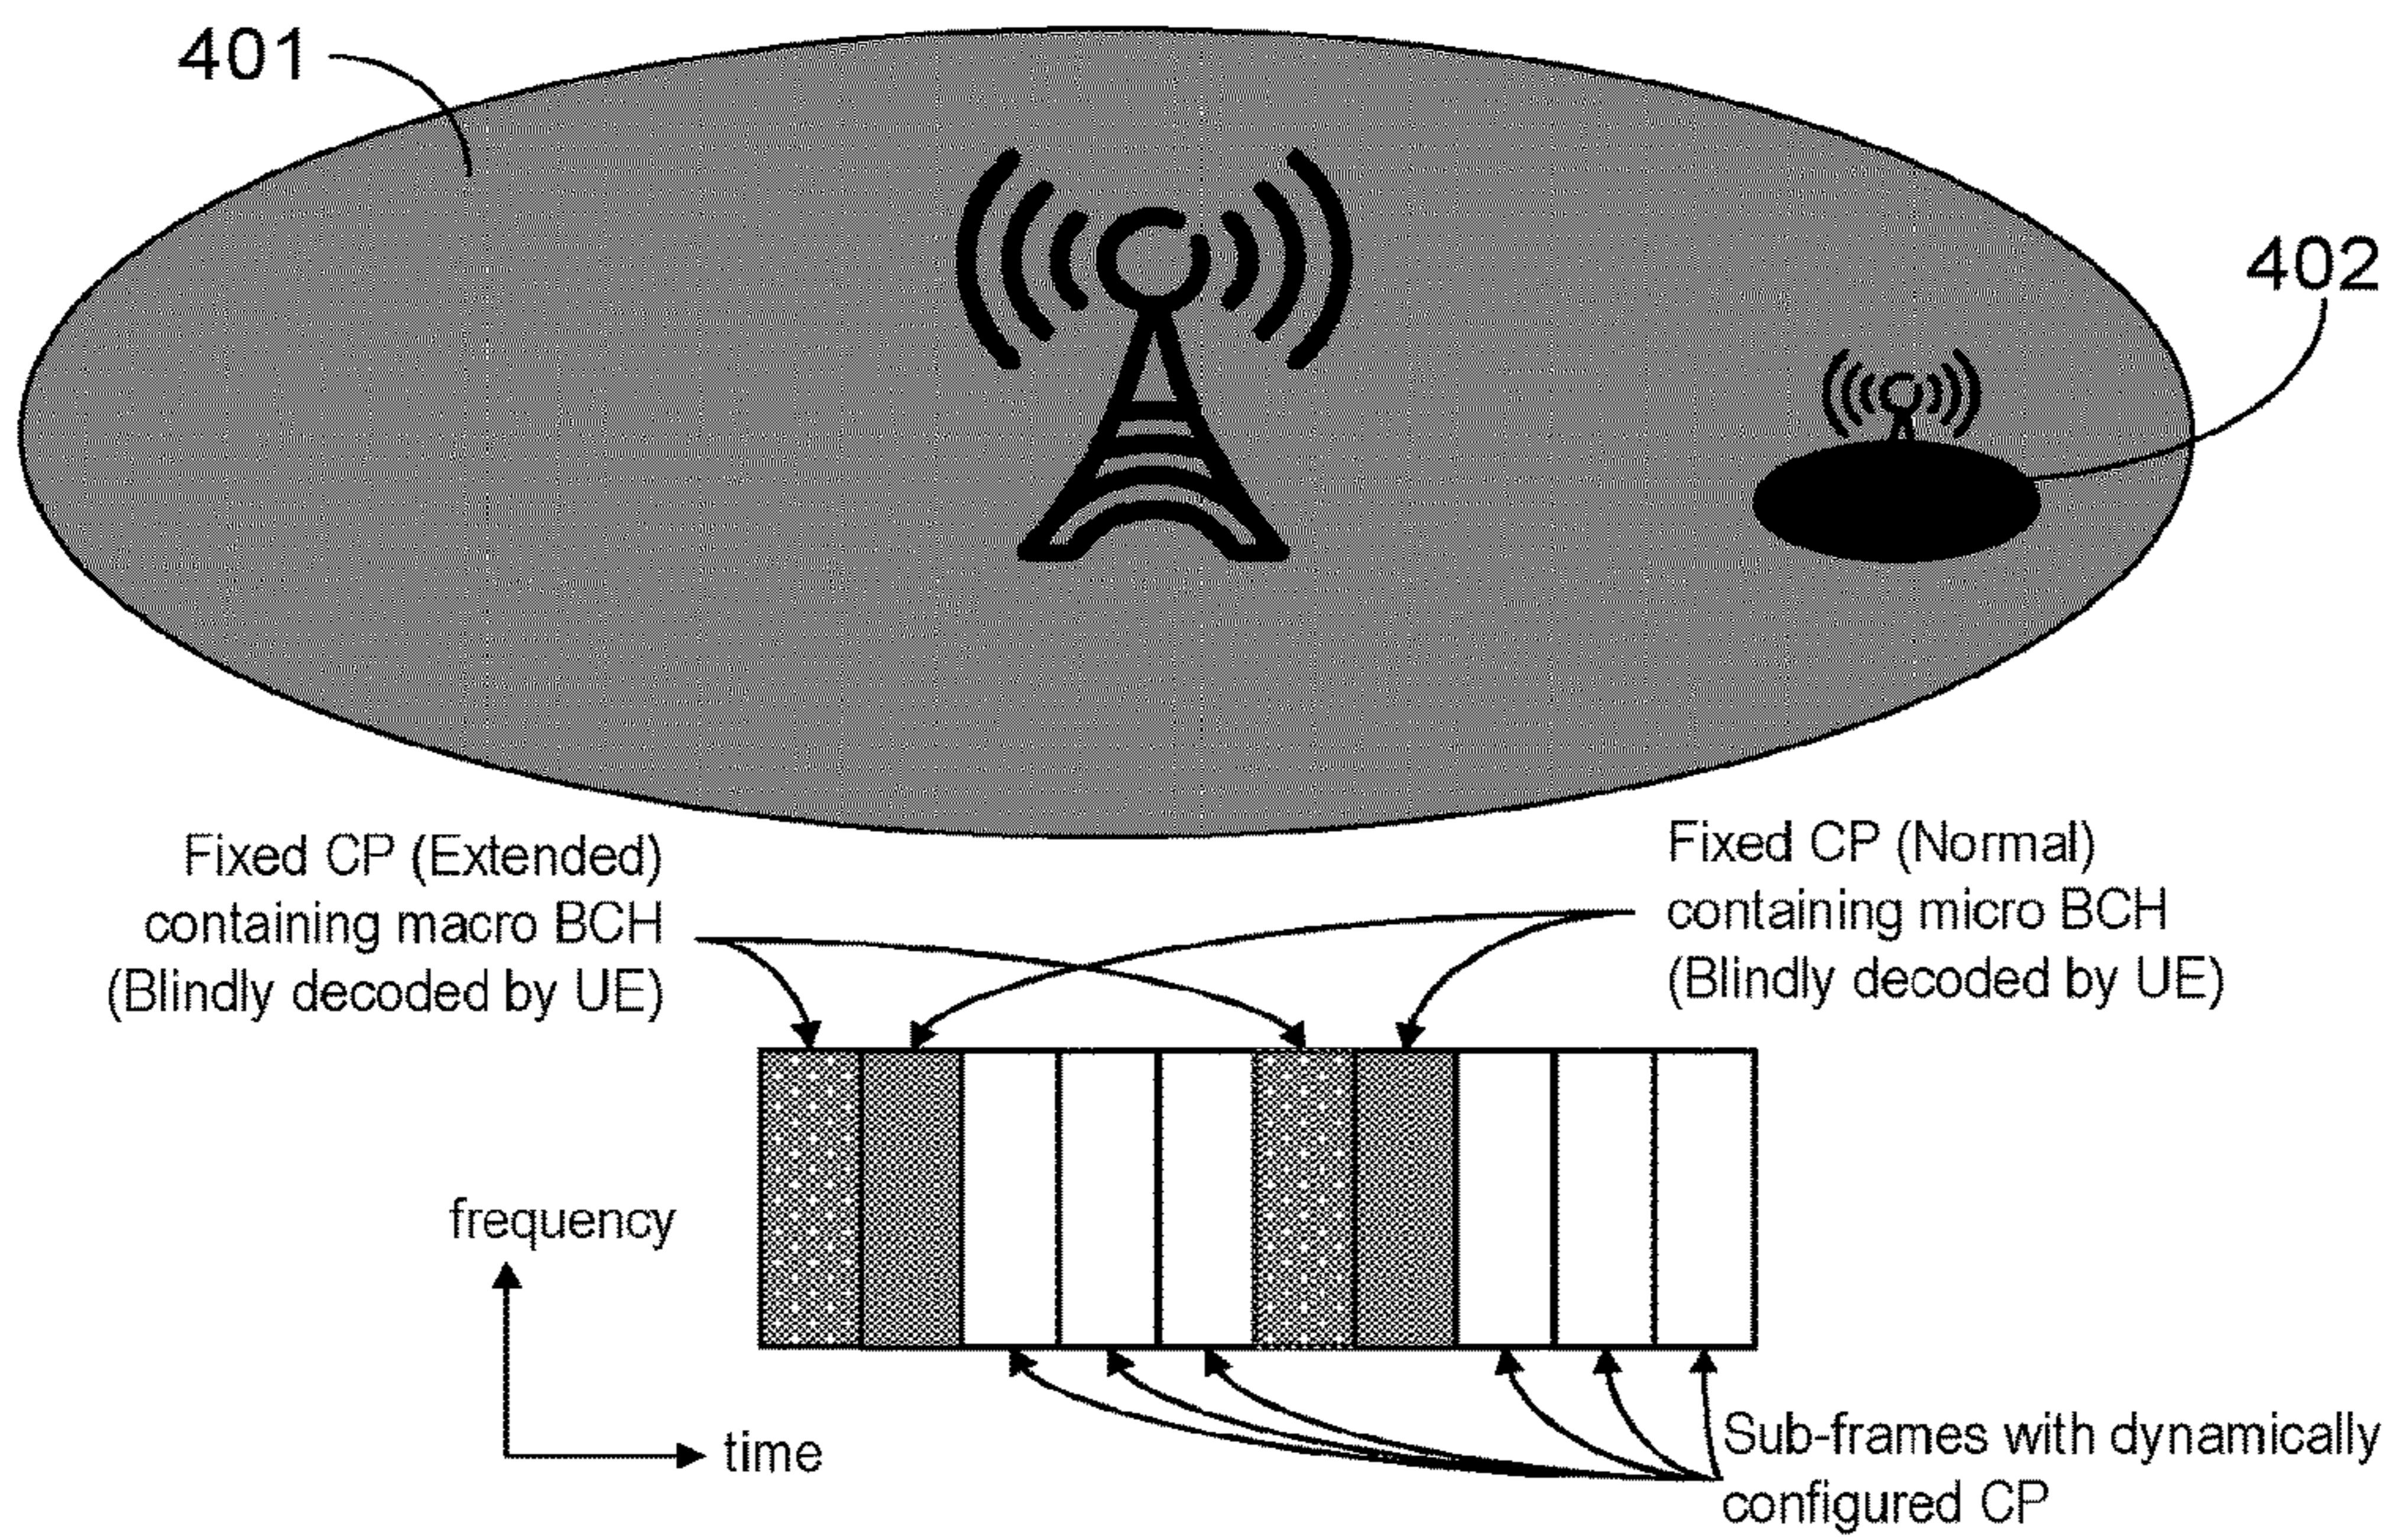 401
402
Fixed CP (Extended)
containing macro BCH
(Blindly decoded by UE)
Fixed CP (Normal)
containing micro BCH
(Blindly decoded by UE)
frequency
time
Sub-frames with dynamically
configured CP